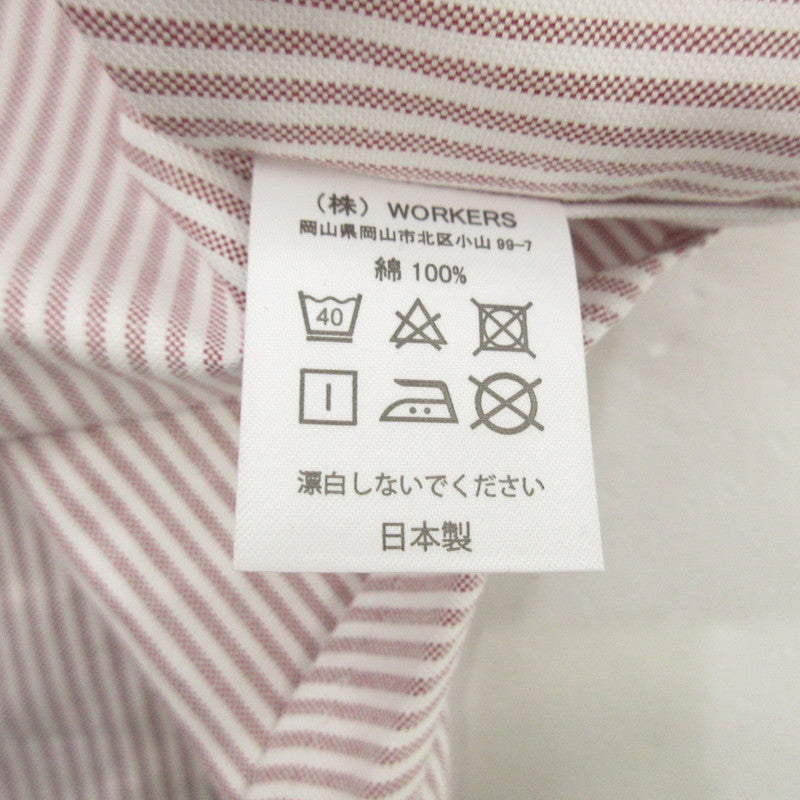 （株）WORKERS
岡山県岡山市北区小山 99-7
綿 100%
40
漂白しないでください
日本製